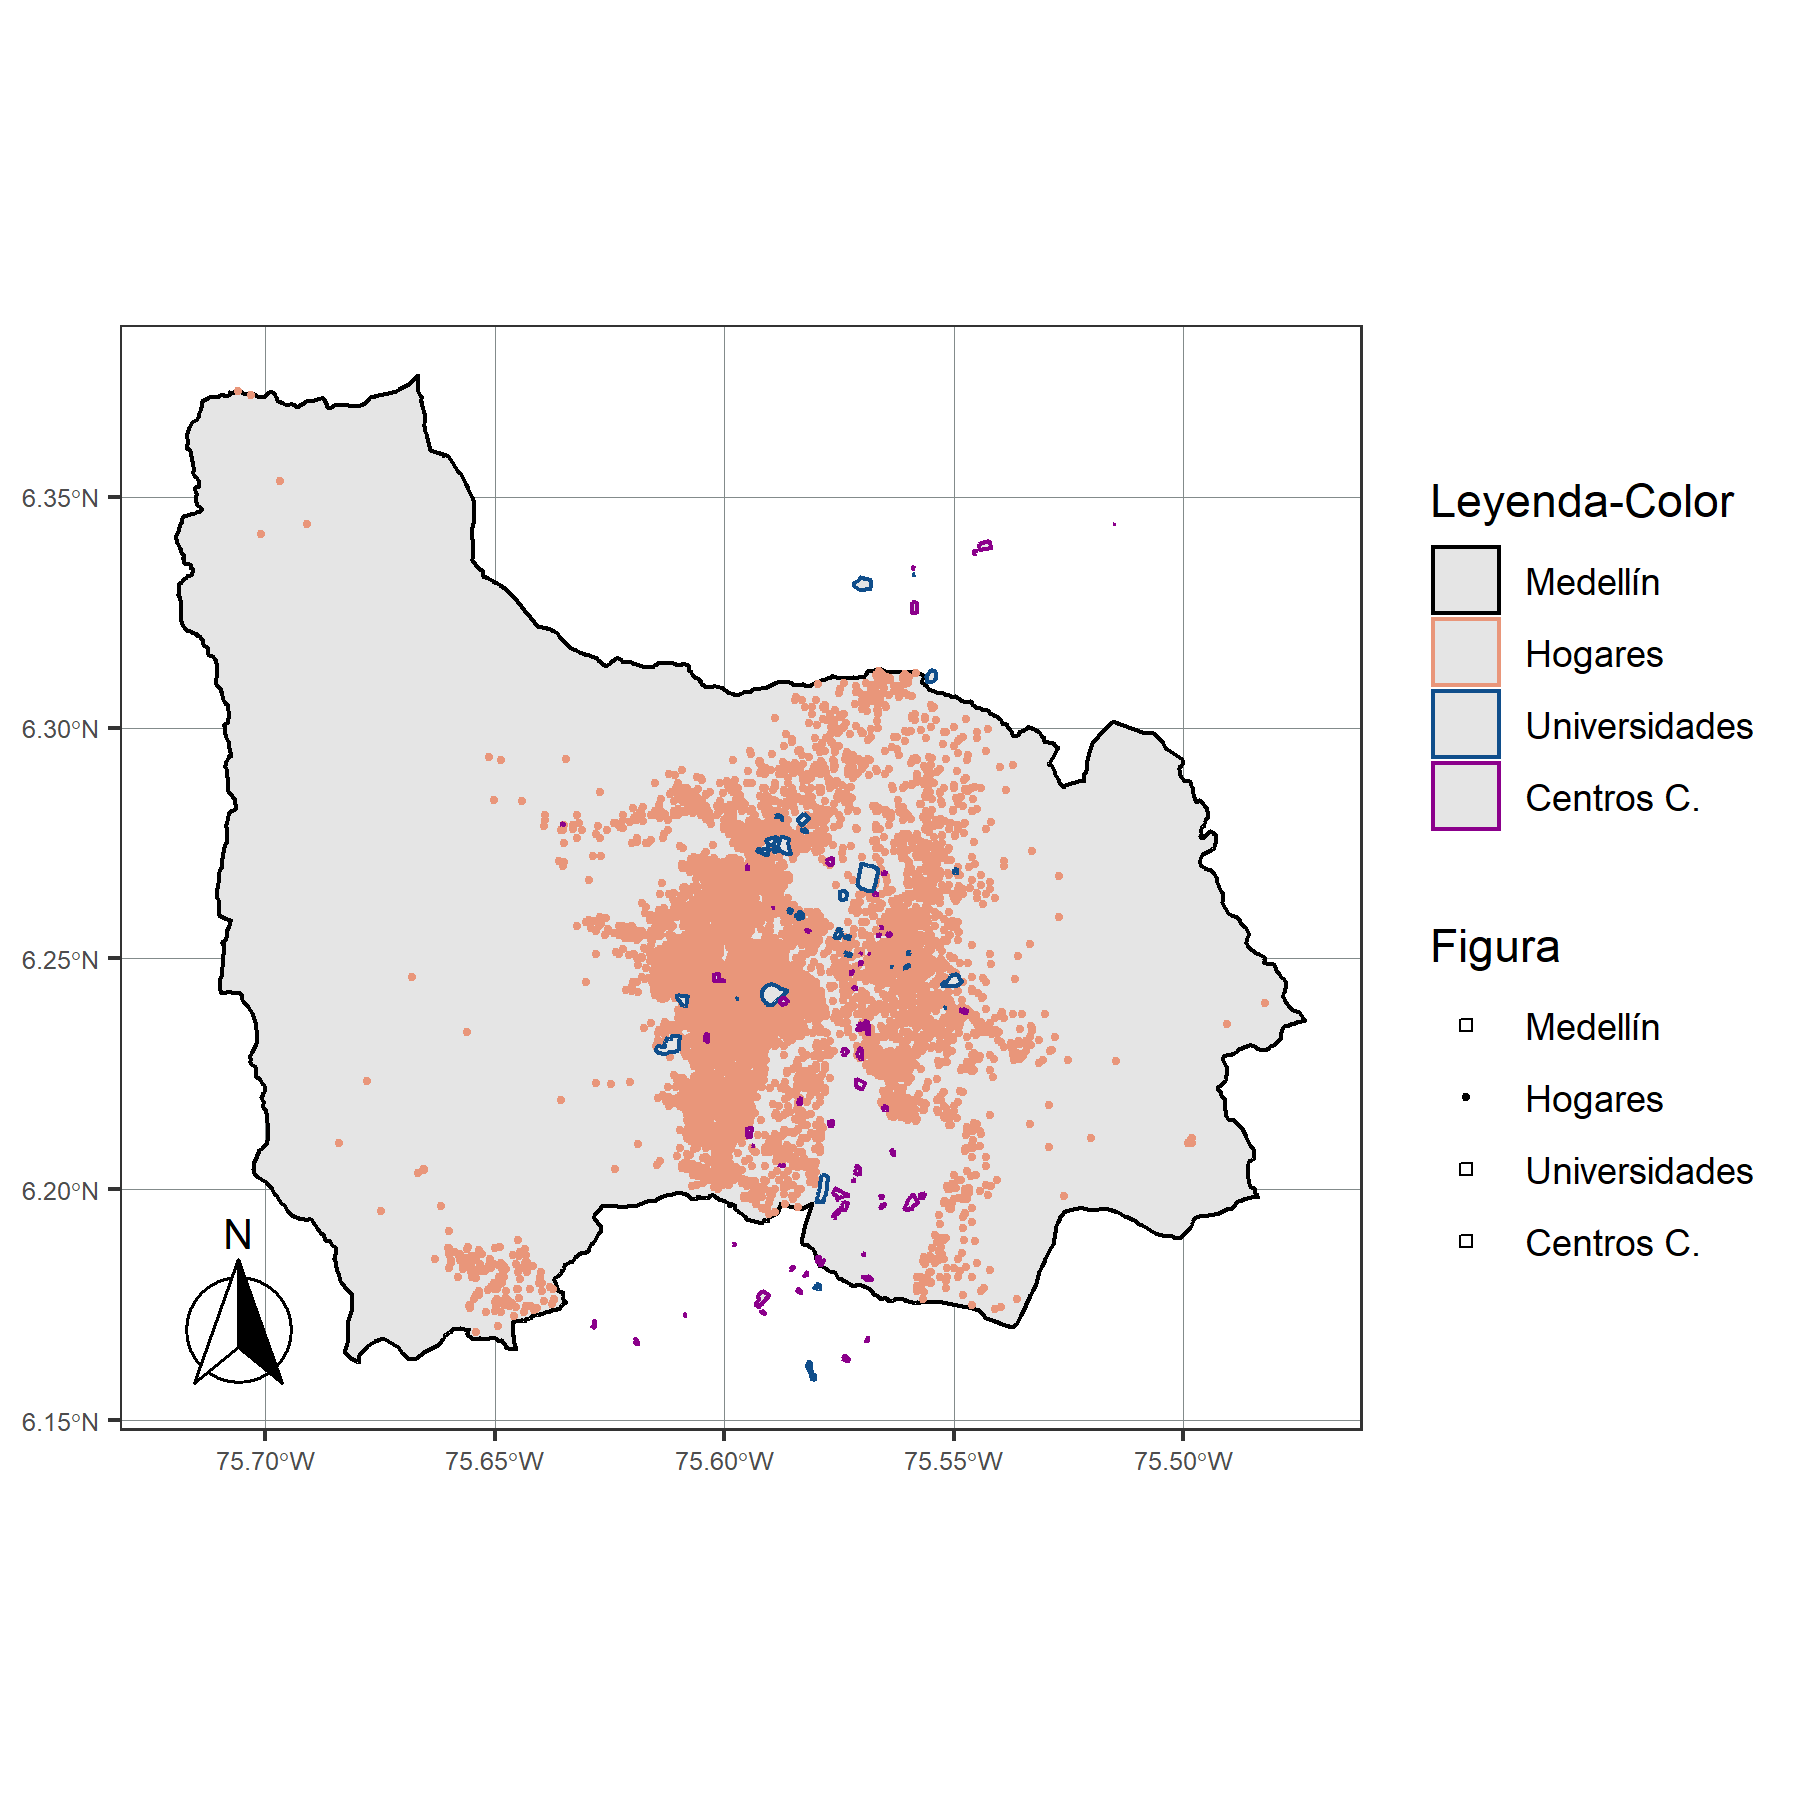 6.35°N
6.30°N
6.25°N
6.20°N
6.15°N
N
75.70°W
75.65°W
75.60°W
75.55°W
75.50°W
Leyenda-Color
Medellín
Hogares
Universidades
Centros C.
Figura
Medellín
Hogares
Universidades
Centros C.